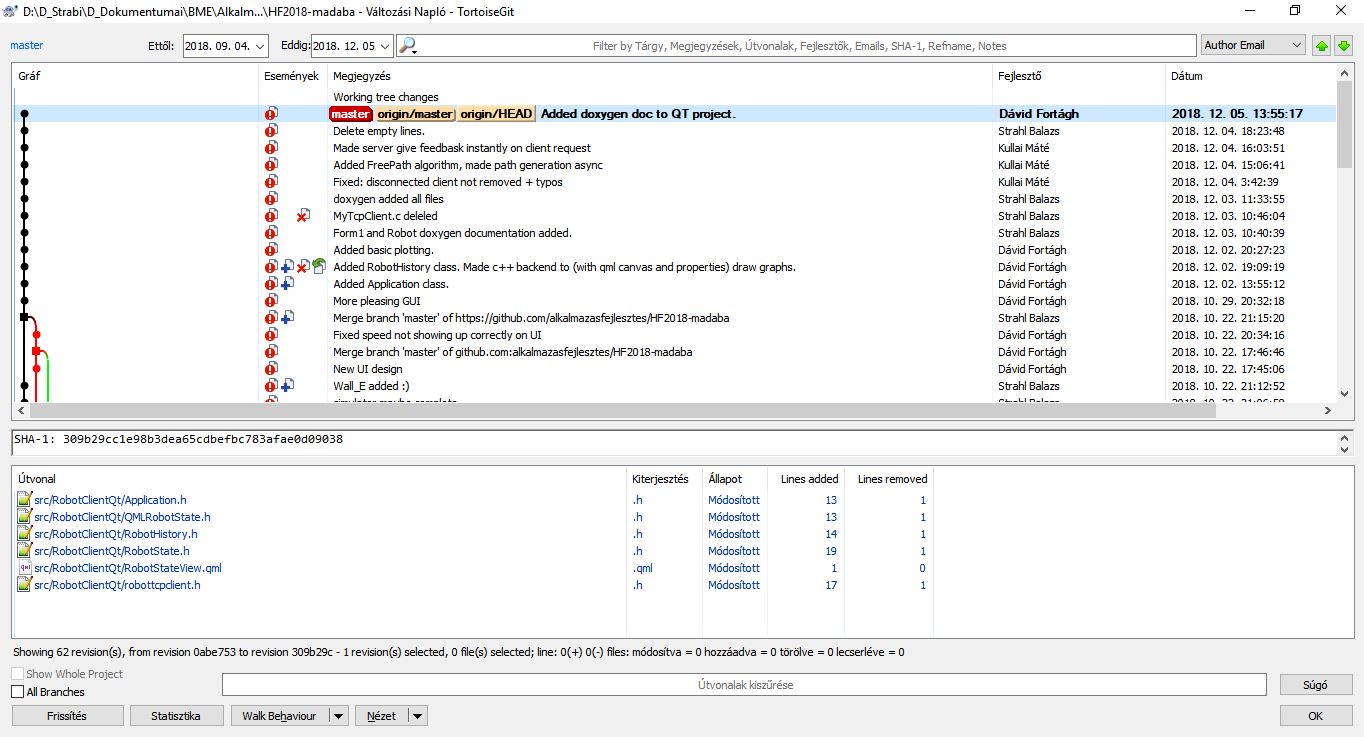 D:\D_Strabi\D_Dokumentumai\BME\Alkalm...\HF2018-madaba - Változási Napló - TortoiseGit
master Ettől: 2018. 09. 04. Eddig: 2018. 12. 05 Filter by Tárgy, Megjegyzések, Útvonalak, Fejlesztők, Emails, SHA-1, Refname, Notes Author Email
Gráf Események Megjegyzés Fejlesztő Dátum
Working tree changes
master origin/master origin/HEAD Added doxygen doc to QT project. Dávid Fortágh 2018. 12. 05. 13:55:17
Delete empty lines. Strahl Balazs 2018. 12. 04. 18:23:48
Made server give feedbask instantly on client request Kullai Máté 2018. 12. 04. 16:03:51
Added FreePath algorithm, made path generation async Kullai Máté 2018. 12. 04. 15:06:41
Fixed: disconnected client not removed + typos Kullai Máté 2018. 12. 04. 3:42:39
doxygen added all files Strahl Balazs 2018. 12. 03. 11:33:55
MyTcpClient.c deleled Strahl Balazs 2018. 12. 03. 10:46:04
Form1 and Robot doxygen documentation added. Strahl Balazs 2018. 12. 03. 10:40:39
Added basic plotting. Dávid Fortágh 2018. 12. 02. 20:27:23
Added RobotHistory class. Made c++ backend to (with qml canvas and properties) draw graphs. Dávid Fortágh 2018. 12. 02. 19:09:19
Added Application class. Dávid Fortágh 2018. 12. 02. 13:55:12
More pleasing GUI Dávid Fortágh 2018. 10. 29. 20:32:18
Merge branch 'master' of https://github.com/alkalmazasfejlesztes/HF2018-madaba Strahl Balazs 2018. 10. 22. 21:15:20
Fixed speed not showing up correctly on UI Dávid Fortágh 2018. 10. 22. 20:34:16
Merge branch 'master' of github.com:alkalmazasfejlesztes/HF2018-madaba Dávid Fortágh 2018. 10. 22. 17:46:46
New UI design Dávid Fortágh 2018. 10. 22. 17:45:06
Wall_E added :) Strahl Balazs 2018. 10. 22. 21:12:52
SHA-1: 309b29cc1e98b3dea65cdbefbc783afae0d09038
Útvonal Kiterjesztés Állapot Lines added Lines removed
src/RobotClientQt/Application.h .h Módosított 13 1
src/RobotClientQt/QMLRobotState.h .h Módosított 13 1
src/RobotClientQt/RobotHistory.h .h Módosított 14 1
src/RobotClientQt/RobotState.h .h Módosított 19 1
src/RobotClientQt/RobotStateView.qml .qml Módosított 1 0
src/RobotClientQt/robottcpclient.h .h Módosított 17 1
Showing 62 revision(s), from revision 0abe753 to revision 309b29c - 1 revision(s) selected, 0 file(s) selected; line: 0(+) 0(-) files: módosítva = 0 hozzáadva = 0 törölve = 0 lecserléve = 0
Show Whole Project
All Branches Útvonalak kiszűrése Súgó
Frissítés Statisztika Walk Behaviour Nézet OK